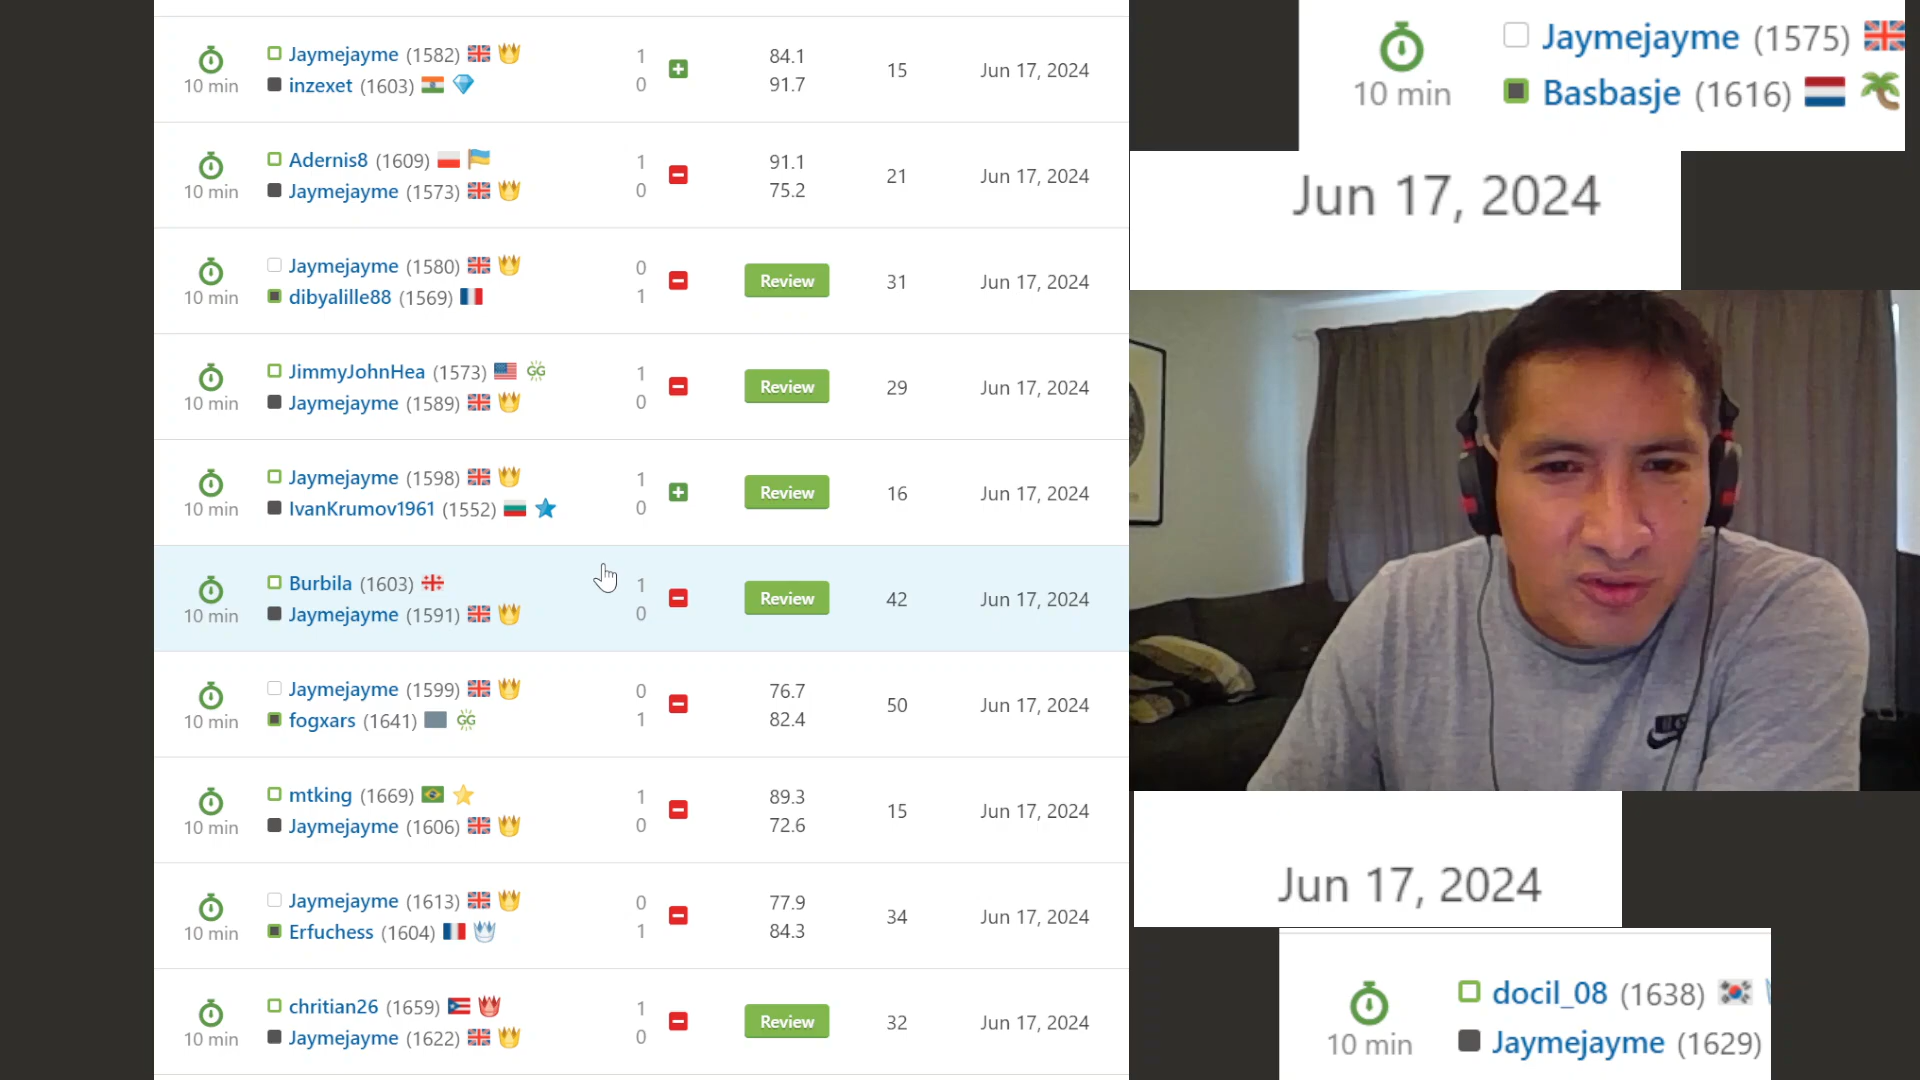 Jaymejayme (1582)
1
84.1
15
Jun 17, 2024
10 min
inzexet (1603)
0
91.7
Adernis8 (1609)
1
91.1
21
Jun 17, 2024
10 min
Jaymejayme (1573)
0
75.2
Jaymejayme (1580)
0
Review
31
Jun 17, 2024
10 min
dibyalille88 (1569)
1
JimmyJohnHea (1573) GG
1
Review
29
Jun 17, 2024
10 min
Jaymejayme (1589)
0
Jaymejayme (1598)
1
Review
16
Jun 17, 2024
10 min
IvanKrumov1961 (1552)
0
Burbila (1603)
1
Review
42
Jun 17, 2024
10 min
Jaymejayme (1591)
0
Jaymejayme (1599)
0
76.7
50
Jun 17, 2024
10 min
fogxars (1641) GG
1
82.4
mtking (1669)
1
89.3
15
Jun 17, 2024
10 min
Jaymejayme (1606)
0
72.6
Jaymejayme (1613)
0
77.9
34
Jun 17, 2024
10 min
Erfuchess (1604)
1
84.3
chritian26 (1659)
1
Review
32
Jun 17, 2024
10 min
Jaymejayme (1622)
0
Jaymejayme (1575)
10 min
Basbasje (1616)
Jun 17, 2024
Jun 17, 2024
docil_08 (1638)
10 min
Jaymejayme (1629)